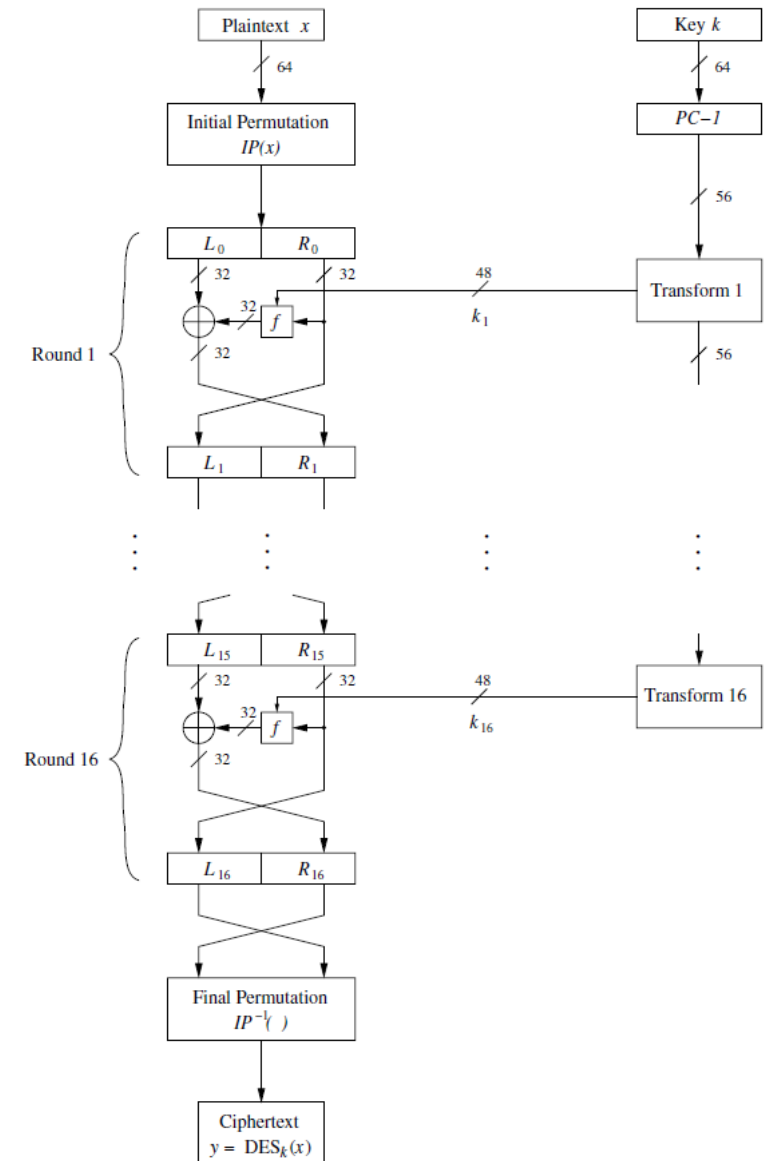 Plaintext x
Key k
64
64
Initial Permutation
IP(x)
PC−1
56
L0 R0
32 32
48
Transform 1
32
f
k1
Round 1
32
56
L1 R1
L15 R15
32 32
48
Transform 16
32
f
k16
Round 16
32
L16 R16
Final Permutation
IP−1( )
Ciphertext
y = DESk(x)